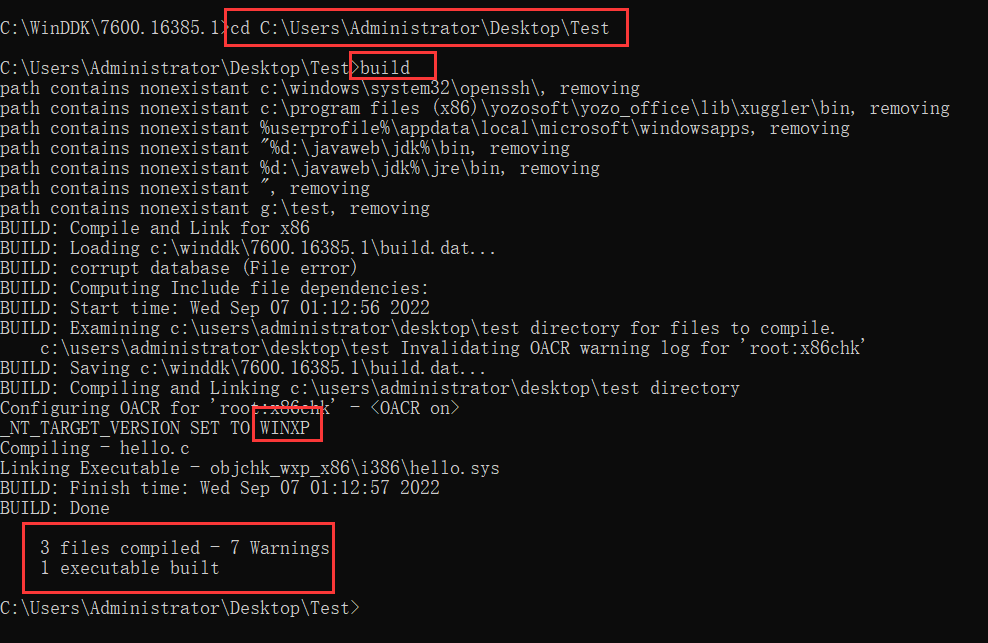 C:\WinDDK\7600.16385.1>cd C:\Users\Administrator\Desktop\Test
C:\Users\Administrator\Desktop\Test>build
path contains nonexistant c:\windows\system32\openssh\, removing
path contains nonexistant c:\program files (x86)\yozosoft\yozo_office\lib\xuggler\bin, removing
path contains nonexistant %userprofile%\appdata\local\microsoft\windowsapps, removing
path contains nonexistant "%d:\javaweb\jdk%\bin, removing
path contains nonexistant %d:\javaweb\jdk%\jre\bin, removing
path contains nonexistant ", removing
path contains nonexistant g:\test, removing
BUILD: Compile and Link for x86
BUILD: Loading c:\winddk\7600.16385.1\build.dat...
BUILD: corrupt database (File error)
BUILD: Computing Include file dependencies:
BUILD: Start time: Wed Sep 07 01:12:56 2022
BUILD: Examining c:\users\administrator\desktop\test directory for files to compile.
    c:\users\administrator\desktop\test Invalidating OACR warning log for 'root:x86chk'
BUILD: Saving c:\winddk\7600.16385.1\build.dat...
BUILD: Compiling and Linking c:\users\administrator\desktop\test directory
Configuring OACR for 'root:x86chk' - <OACR on>
_NT_TARGET_VERSION SET TO WINXP
Compiling - hello.c
Linking Executable - objchk_wxp_x86\i386\hello.sys
BUILD: Finish time: Wed Sep 07 01:12:57 2022
BUILD: Done
    3 files compiled - 7 Warnings
    1 executable built
C:\Users\Administrator\Desktop\Test>